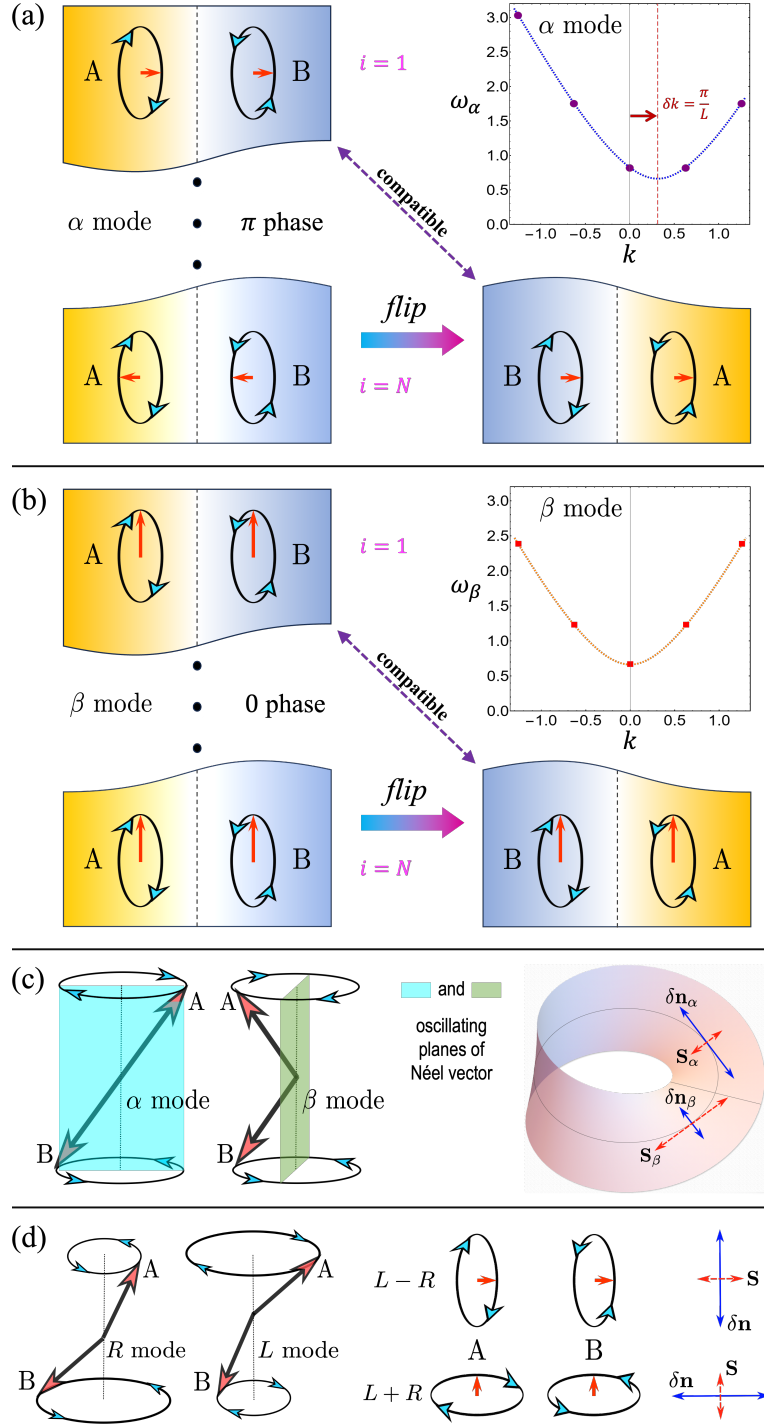 (a)
A
B
i = 1
α mode
π phase
compatible
3.0
2.5
2.0
1.5
1.0
0.5
0.0
ω_α
α mode
δk = π/L
-1.0
-0.5
0.0
0.5
1.0
k
A
B
flip
i = N
B
A
(b)
A
B
i = 1
β mode
0 phase
compatible
3.0
2.5
2.0
1.5
1.0
0.5
0.0
ω_β
β mode
-1.0
-0.5
0.0
0.5
1.0
k
A
B
flip
i = N
B
A
(c)
A
B
α mode
A
B
β mode
and
oscillating
planes of
Néel vector
δn_α
S_α
δn_β
S_β
(d)
A
B
R mode
A
B
L mode
L − R
S
δn
A
B
L + R
δn
S